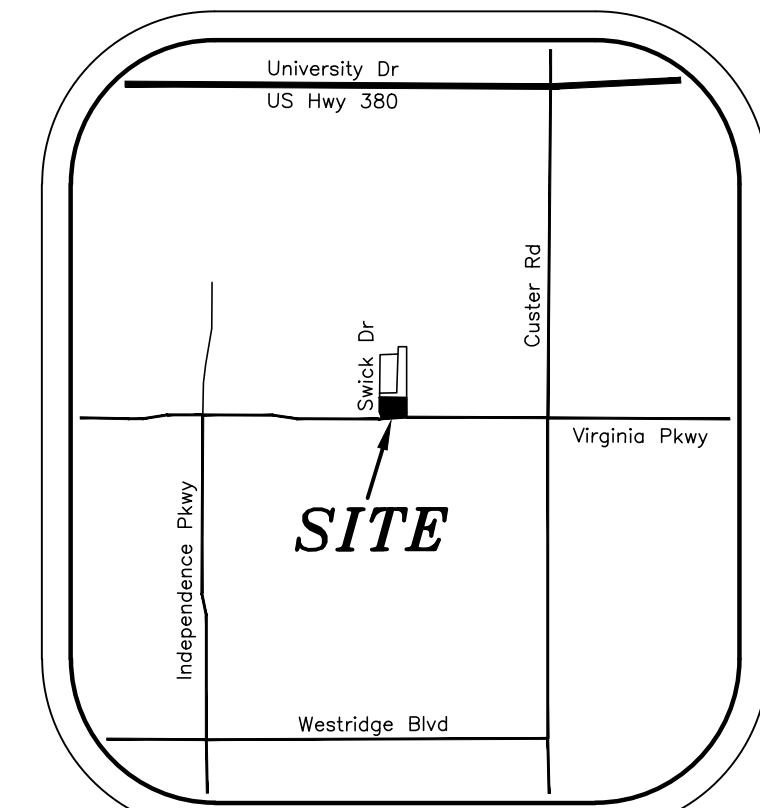 University Dr
US Hwy 380
Custer Rd
Swick Dr
Virginia Pkwy
SITE
Independence Pkwy
Westridge Blvd